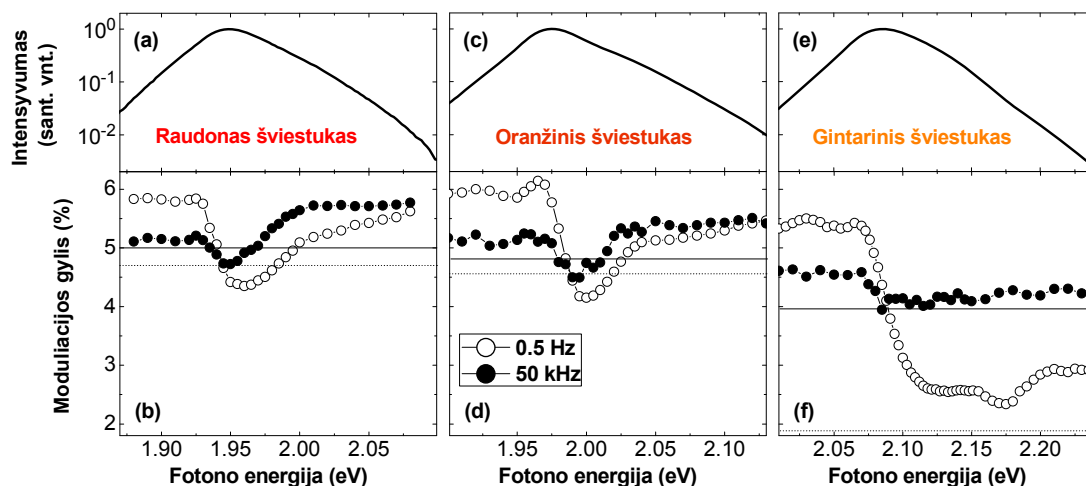 Intensyvumas
(sant. vnt.)
10⁰
10⁻¹
10⁻²
(a)
Raudonas šviestukas
(c)
Oranžinis šviestukas
(e)
Gintarinis šviestukas
Moduliacijos gylis (%)
6
5
4
3
2
(b)
(d)
0.5 Hz
50 kHz
(f)
1.90 1.95 2.00 2.05
1.95 2.00 2.05 2.10
2.05 2.10 2.15 2.20
Fotono energija (eV)
Fotono energija (eV)
Fotono energija (eV)